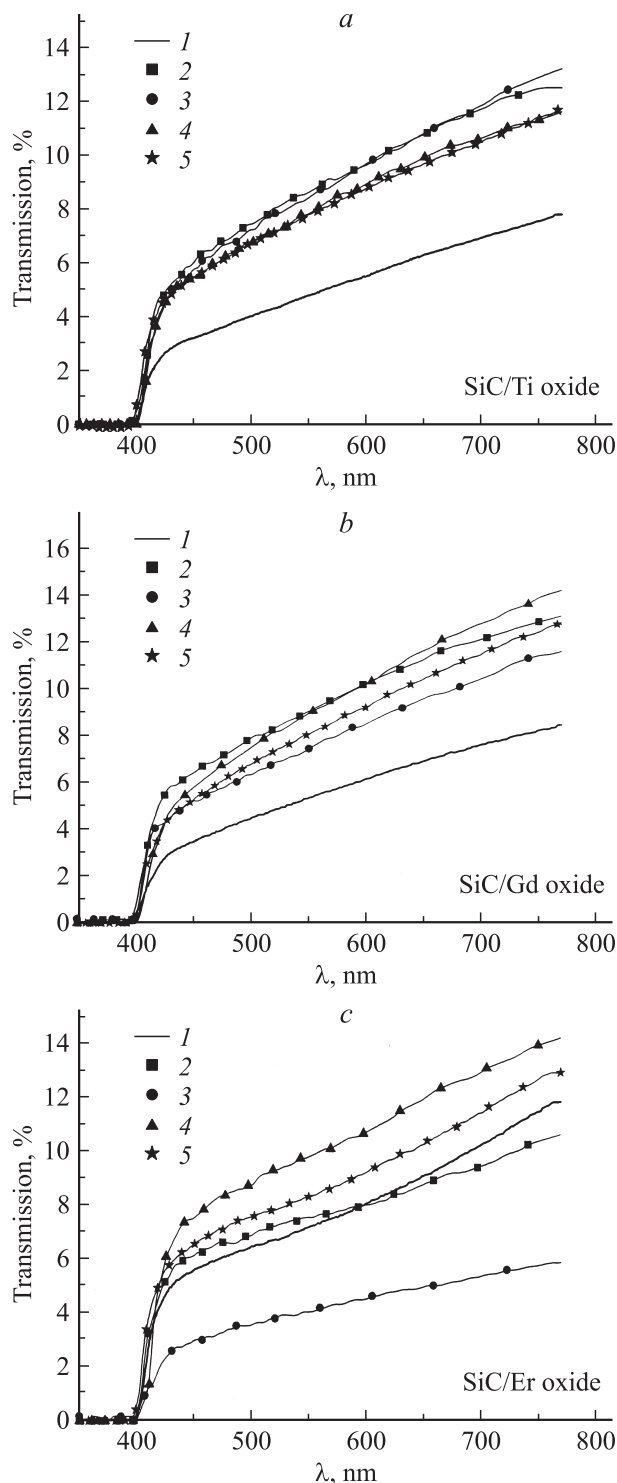 a
14
12
10
8
6
4
2
0
Transmission, %
1
2
3
4
5
SiC/Ti oxide
400 500 600 700 800
λ, nm
b
16
14
12
10
8
6
4
2
0
Transmission, %
1
2
3
4
5
SiC/Gd oxide
400 500 600 700 800
λ, nm
c
14
12
10
8
6
4
2
0
Transmission, %
1
2
3
4
5
SiC/Er oxide
400 500 600 700 800
λ, nm